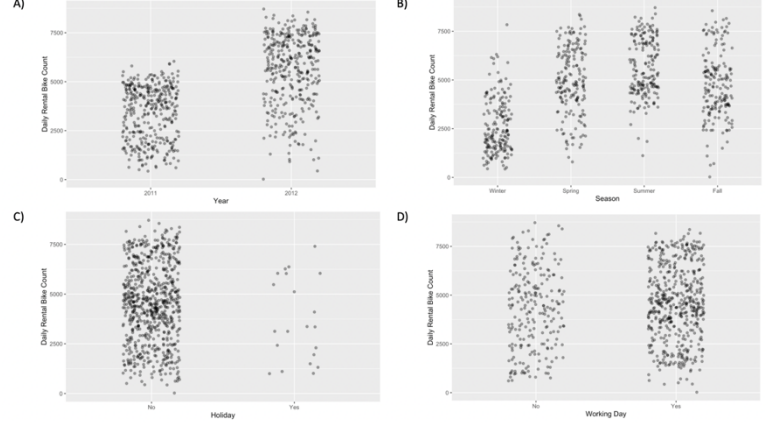 A)
7500
5000
2500
0
Daily Rental Bike Count
2011 2012
Year
B)
7500
5000
2500
0
Daily Rental Bike Count
Winter Spring Summer Fall
Season
C)
7500
5000
2500
0
Daily Rental Bike Count
No Yes
Holiday
D)
7500
5000
2500
0
Daily Rental Bike Count
No Yes
Working Day